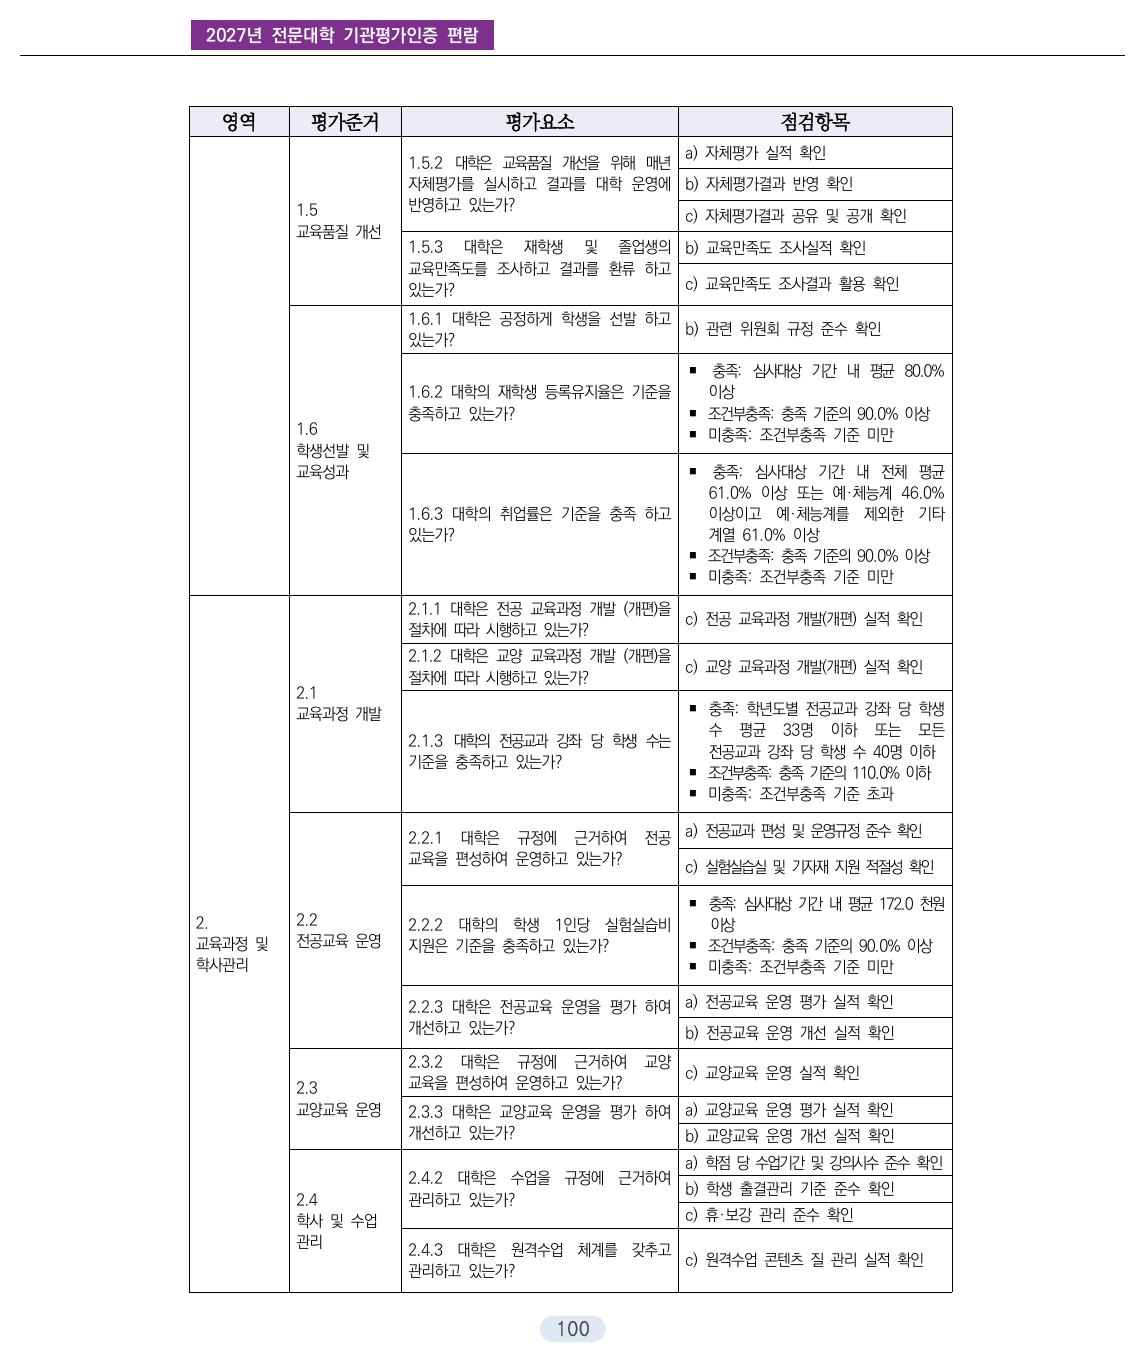 2027년 전문대학 기관평가인증 편람
영역 평가준거 평가요소 점검항목
1.5
교육품질 개선
1.5.2 대학은 교육품질 개선을 위해 매년
자체평가를 실시하고 결과를 대학 운영에
반영하고 있는가?
a) 자체평가 실적 확인
b) 자체평가결과 반영 확인
c) 자체평가결과 공유 및 공개 확인
1.5.3 대학은 재학생 및 졸업생의
교육만족도를 조사하고 결과를 환류 하고
있는가?
b) 교육만족도 조사실적 확인
c) 교육만족도 조사결과 활용 확인
1.6
학생선발 및
교육성과
1.6.1 대학은 공정하게 학생을 선발 하고
있는가?
b) 관련 위원회 규정 준수 확인
1.6.2 대학의 재학생 등록유지율은 기준을
충족하고 있는가?
▪ 충족: 심사대상 기간 내 평균 80.0%
이상
▪ 조건부충족: 충족 기준의 90.0% 이상
▪ 미충족: 조건부충족 기준 미만
1.6.3 대학의 취업률은 기준을 충족 하고
있는가?
▪ 충족: 심사대상 기간 내 전체 평균
61.0% 이상 또는 예·체능계 46.0%
이상이고 예·체능계를 제외한 기타
계열 61.0% 이상
▪ 조건부충족: 충족 기준의 90.0% 이상
▪ 미충족: 조건부충족 기준 미만
2.
교육과정 및
학사관리
2.1
교육과정 개발
2.1.1 대학은 전공 교육과정 개발 (개편)을
절차에 따라 시행하고 있는가?
c) 전공 교육과정 개발(개편) 실적 확인
2.1.2 대학은 교양 교육과정 개발 (개편)을
절차에 따라 시행하고 있는가?
c) 교양 교육과정 개발(개편) 실적 확인
2.1.3 대학의 전공교과 강좌 당 학생 수는
기준을 충족하고 있는가?
▪ 충족: 학년도별 전공교과 강좌 당 학생
수 평균 33명 이하 또는 모든
전공교과 강좌 당 학생 수 40명 이하
▪ 조건부충족: 충족 기준의 110.0% 이하
▪ 미충족: 조건부충족 기준 초과
2.2
전공교육 운영
2.2.1 대학은 규정에 근거하여 전공
교육을 편성하여 운영하고 있는가?
a) 전공교과 편성 및 운영규정 준수 확인
c) 실험실습실 및 기자재 지원 적절성 확인
2.2.2 대학의 학생 1인당 실험실습비
지원은 기준을 충족하고 있는가?
▪ 충족: 심사대상 기간 내 평균 172.0 천원
이상
▪ 조건부충족: 충족 기준의 90.0% 이상
▪ 미충족: 조건부충족 기준 미만
2.2.3 대학은 전공교육 운영을 평가 하여
개선하고 있는가?
a) 전공교육 운영 평가 실적 확인
b) 전공교육 운영 개선 실적 확인
2.3
교양교육 운영
2.3.2 대학은 규정에 근거하여 교양
교육을 편성하여 운영하고 있는가?
c) 교양교육 운영 실적 확인
2.3.3 대학은 교양교육 운영을 평가 하여
개선하고 있는가?
a) 교양교육 운영 평가 실적 확인
b) 교양교육 운영 개선 실적 확인
2.4
학사 및 수업
관리
2.4.2 대학은 수업을 규정에 근거하여
관리하고 있는가?
a) 학점 당 수업기간 및 강의시수 준수 확인
b) 학생 출결관리 기준 준수 확인
c) 휴·보강 관리 준수 확인
2.4.3 대학은 원격수업 체계를 갖추고
관리하고 있는가?
c) 원격수업 콘텐츠 질 관리 실적 확인
100